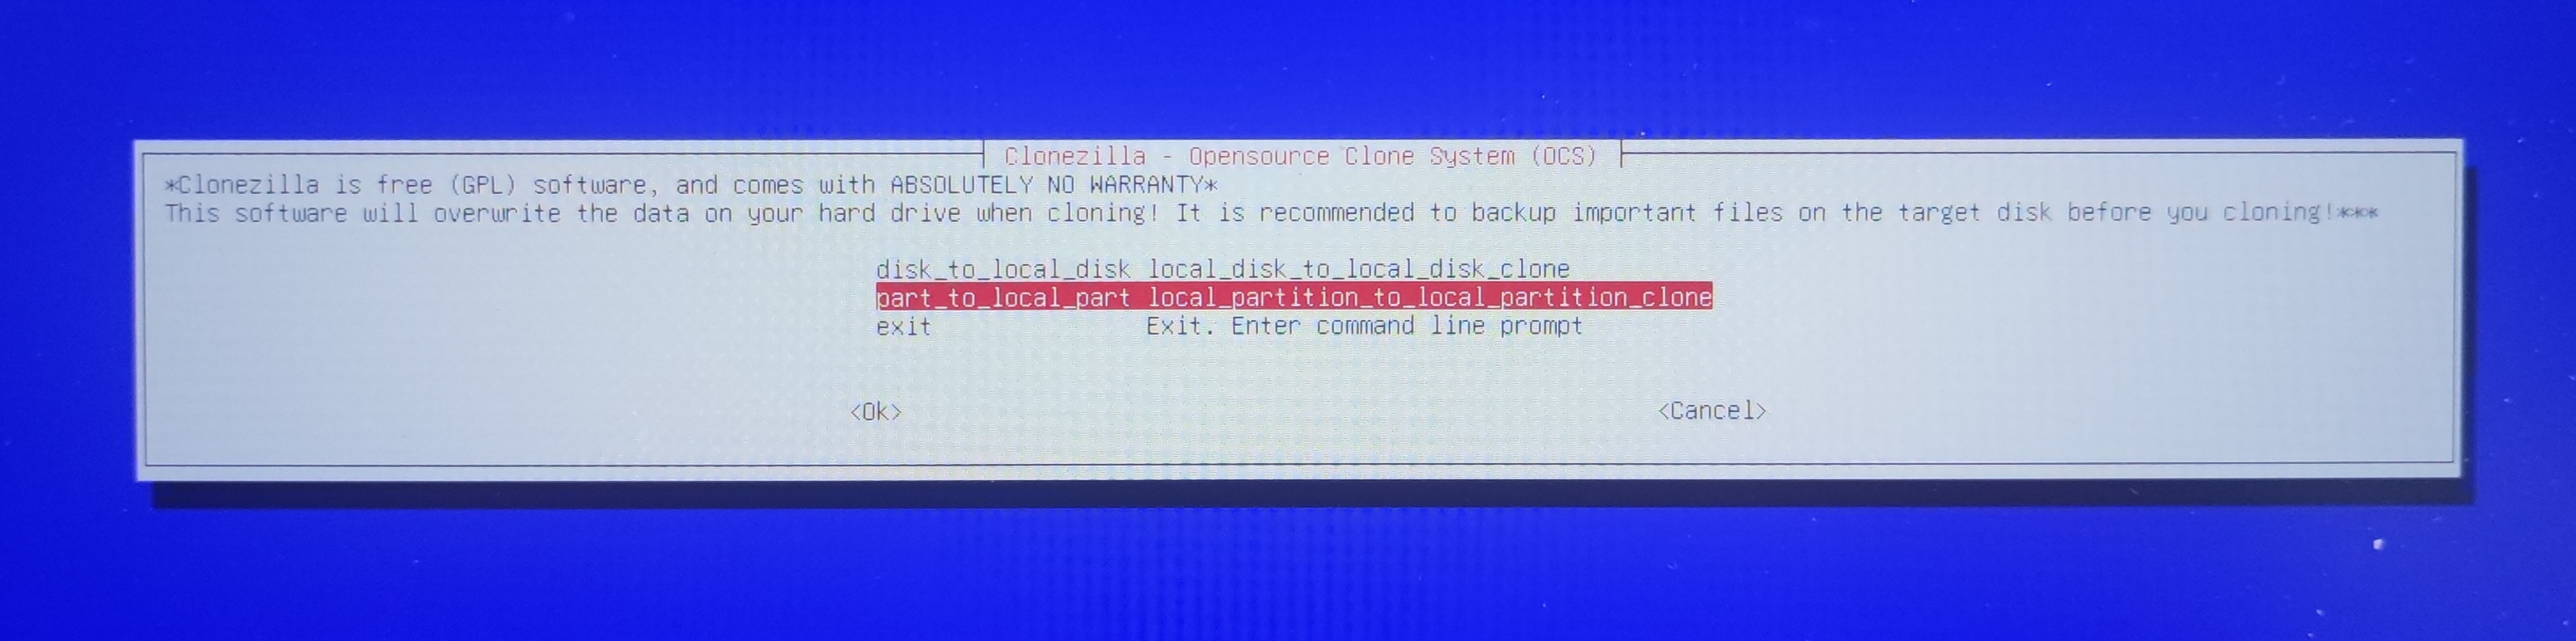 Clonezilla - Opensource Clone System (OCS)
*Clonezilla is free (GPL) software, and comes with ABSOLUTELY NO WARRANTY*
This software will overwrite the data on your hard drive when cloning! It is recommended to backup important files on the target disk before you cloning!***
disk_to_local_disk local_disk_to_local_disk_clone
part_to_local_part local_partition_to_local_partition_clone
exit Exit. Enter command line prompt
<Ok> <Cancel>